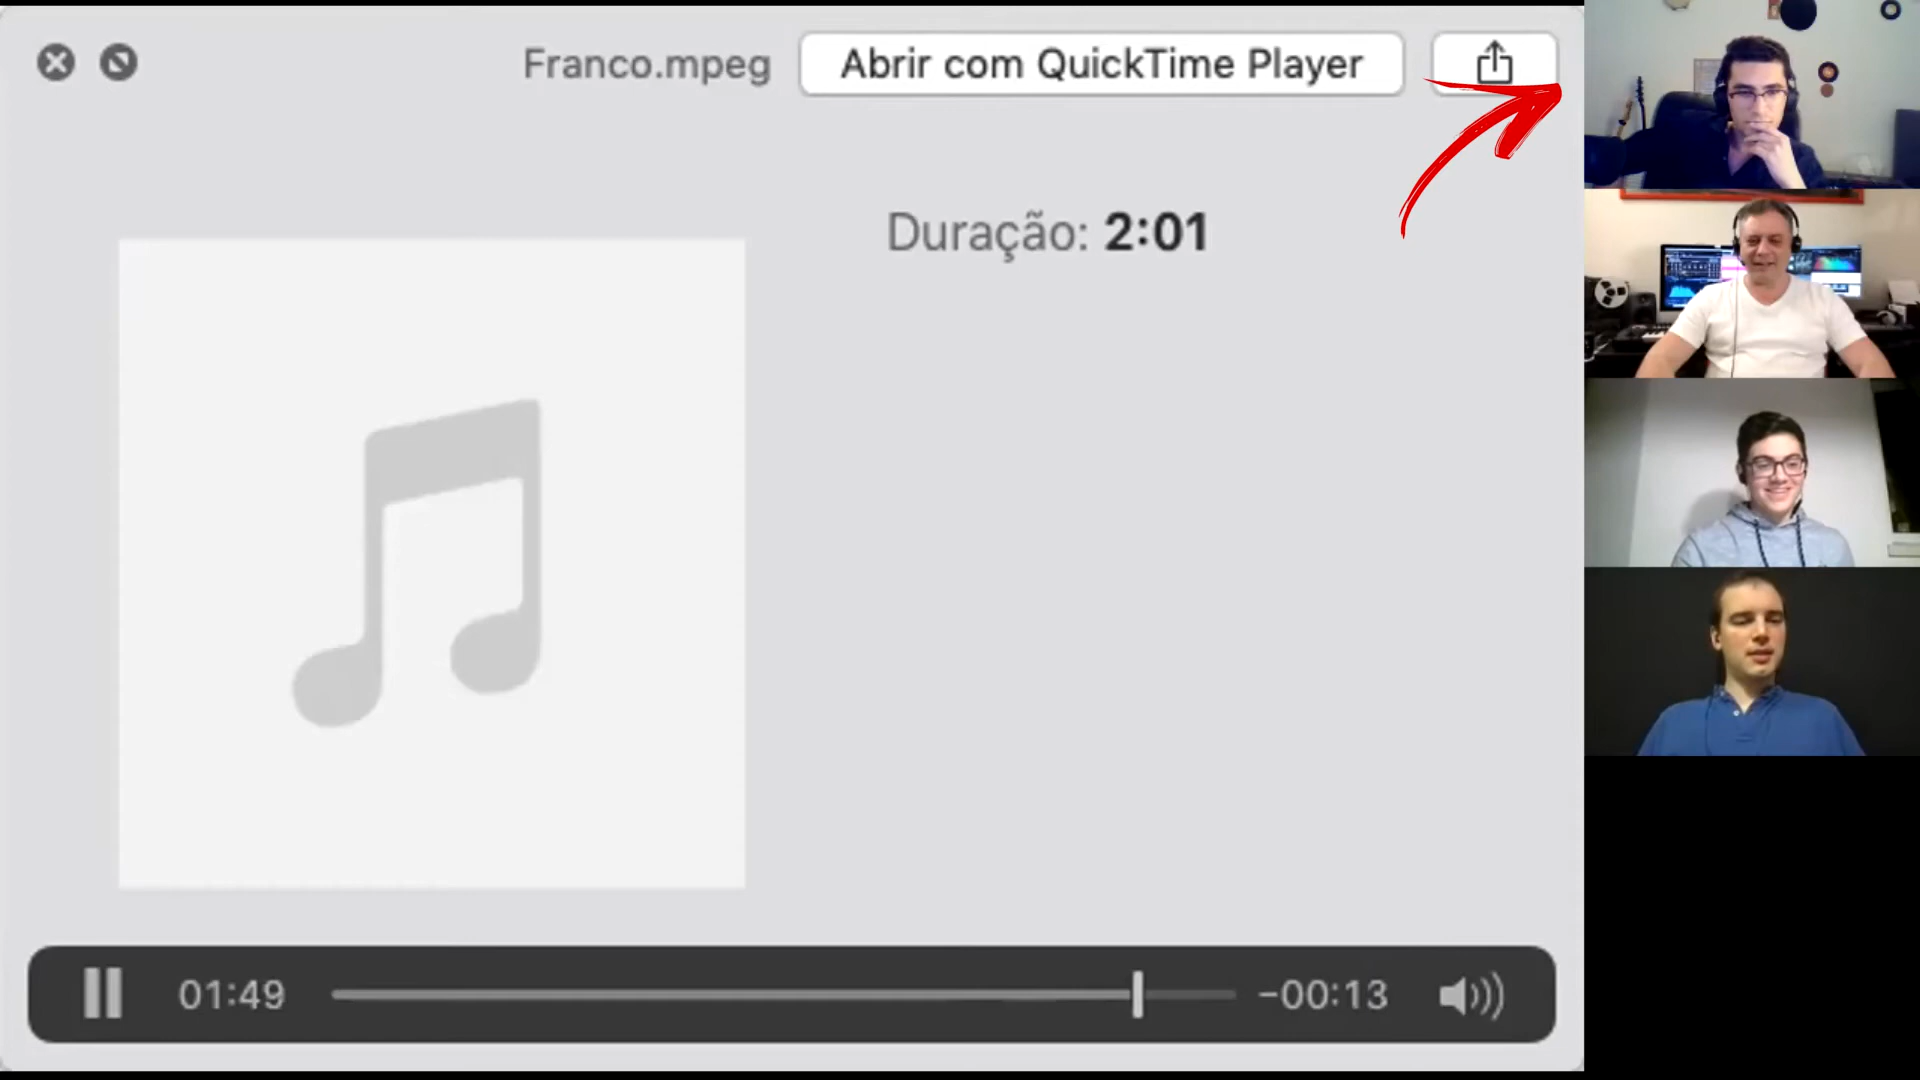 Franco.mpeg
Abrir com QuickTime Player
Duração: 2:01
01:49
-00:13